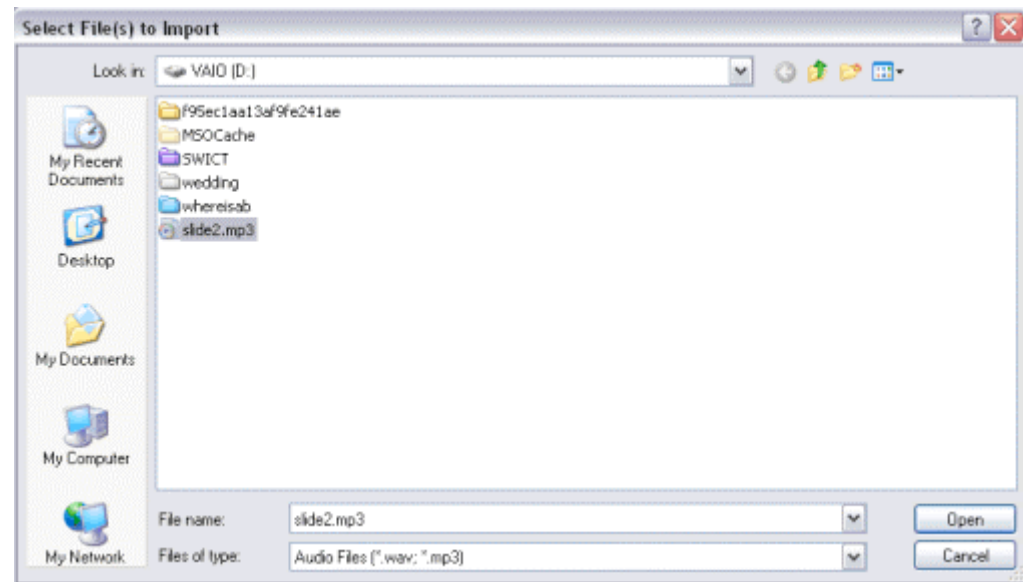 Select File(s) to Import
Look in: VAIO (D:)
f95ec1aa13af9fe241ae
MSOCache
SWICT
wedding
whereisab
slide2.mp3
My Recent
Documents
Desktop
My Documents
My Computer
My Network
File name: slide2.mp3
Open
Files of type: Audio Files (*.wav; *.mp3)
Cancel